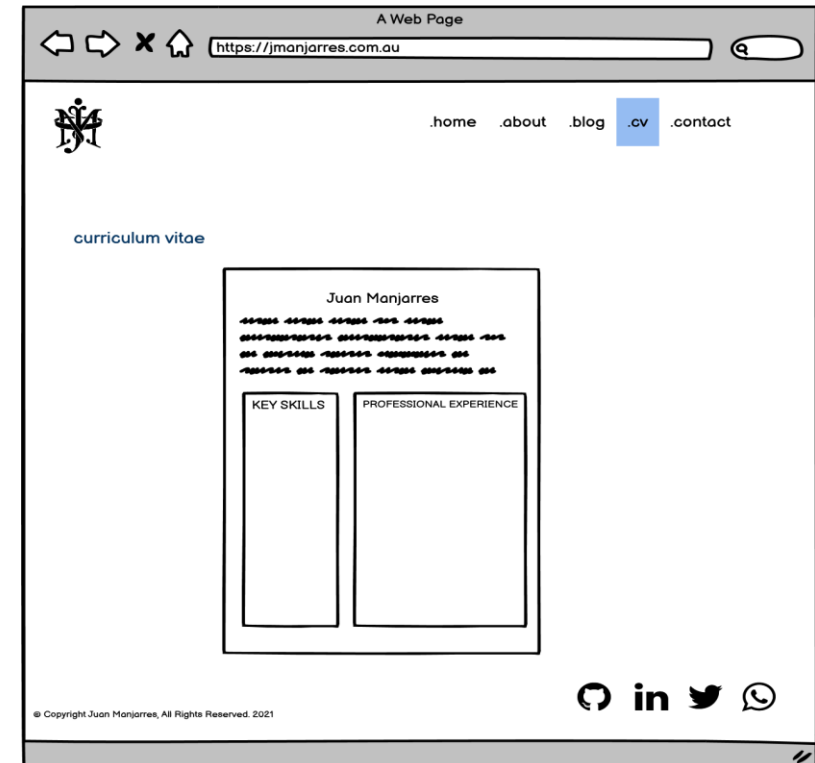 A Web Page
https://jmanjarres.com.au
.home .about .blog .cv .contact
curriculum vitae
Juan Manjarres
KEY SKILLS
PROFESSIONAL EXPERIENCE
© Copyright Juan Manjarres, All Rights Reserved. 2021
in